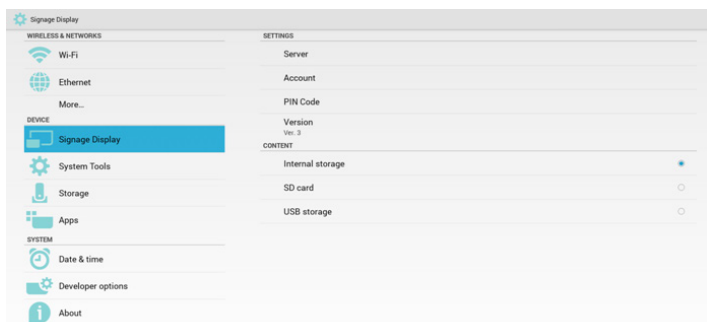 Signage Display
WIRELESS & NETWORKS
Wi-Fi
Ethernet
More...
DEVICE
Signage Display
System Tools
Storage
Apps
SYSTEM
Date & time
Developer options
About
SETTINGS
Server
Account
PIN Code
Version
Ver. 3
CONTENT
Internal storage
SD card
USB storage